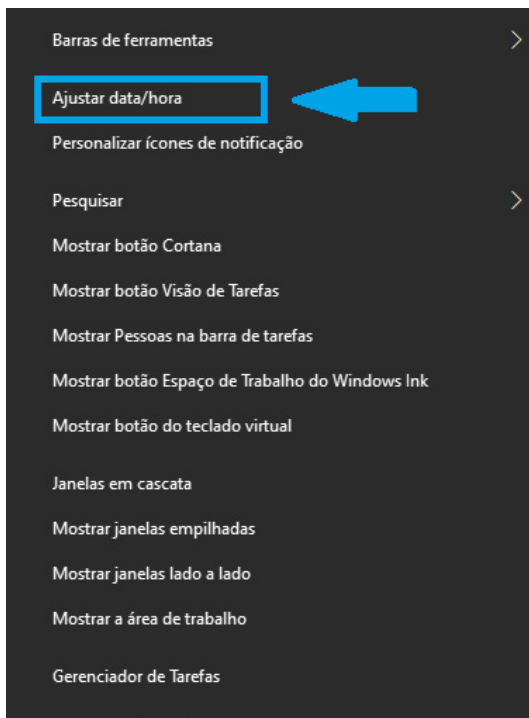 Barras de ferramentas
Ajustar data/hora
Personalizar ícones de notificação
Pesquisar
Mostrar botão Cortana
Mostrar botão Visão de Tarefas
Mostrar Pessoas na barra de tarefas
Mostrar botão Espaço de Trabalho do Windows Ink
Mostrar botão do teclado virtual
Janelas em cascata
Mostrar janelas empilhadas
Mostrar janelas lado a lado
Mostrar a área de trabalho
Gerenciador de Tarefas